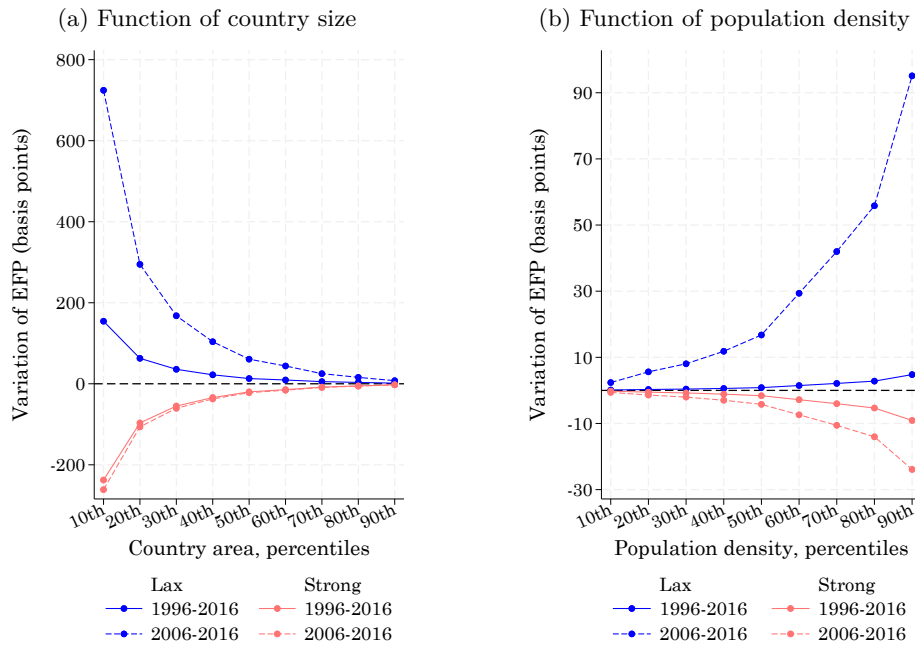 (a) Function of country size
Variation of EFP (basis points)
800
600
400
200
0
-200
10th
20th
30th
40th
50th
60th
70th
80th
90th
Country area, percentiles
Lax
Strong
1996-2016
1996-2016
2006-2016
2006-2016
(b) Function of population density
Variation of EFP (basis points)
90
70
50
30
10
-10
-30
10th
20th
30th
40th
50th
60th
70th
80th
90th
Population density, percentiles
Lax
Strong
1996-2016
1996-2016
2006-2016
2006-2016